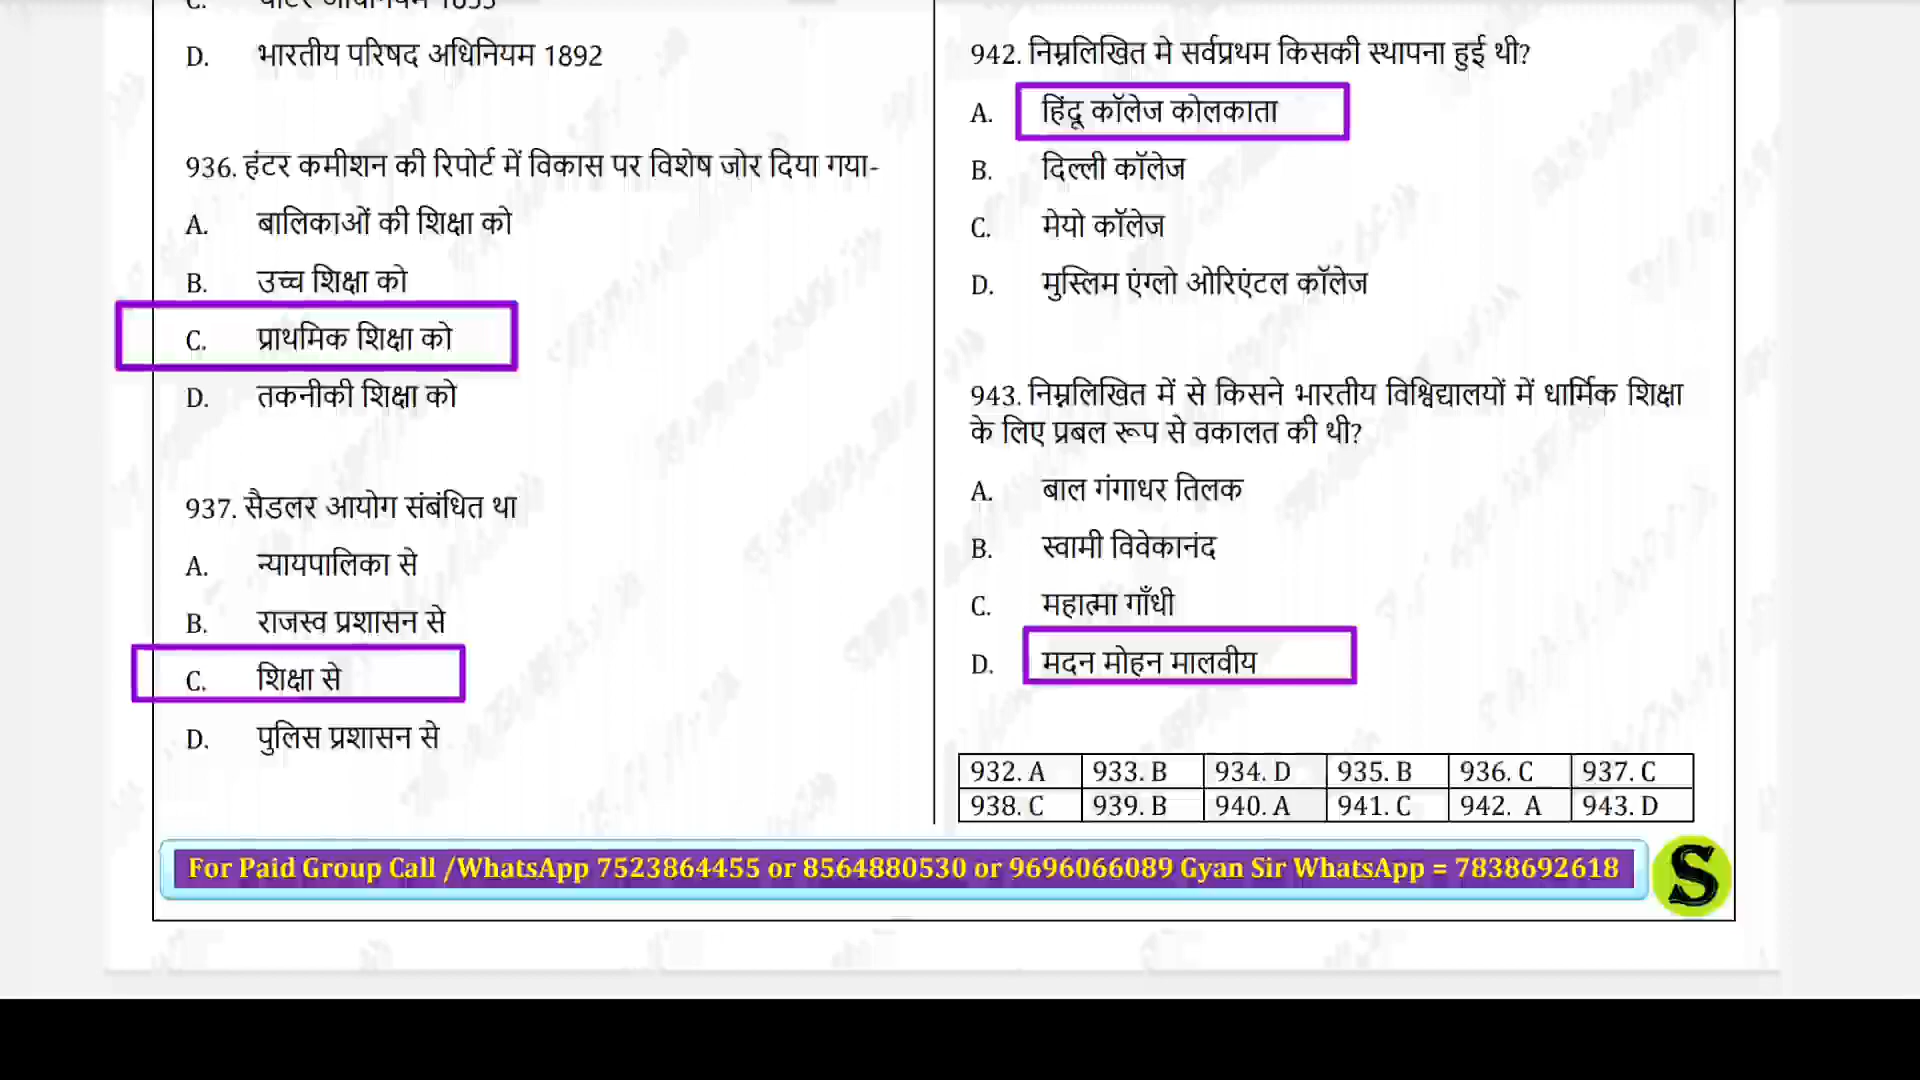 D. भारतीय परिषद अधिनियम 1892
936. हंटर कमीशन की रिपोर्ट में विकास पर विशेष जोर दिया गया-
A. बालिकाओं की शिक्षा को
B. उच्च शिक्षा को
C. प्राथमिक शिक्षा को
D. तकनीकी शिक्षा को
937. सैडलर आयोग संबंधित था
A. न्यायपालिका से
B. राजस्व प्रशासन से
C. शिक्षा से
D. पुलिस प्रशासन से
942. निम्नलिखित मे सर्वप्रथम किसकी स्थापना हुई थी?
A. हिंदू कॉलेज कोलकाता
B. दिल्ली कॉलेज
C. मेयो कॉलेज
D. मुस्लिम एंग्लो ओरिएंटल कॉलेज
943. निम्नलिखित में से किसने भारतीय विश्विद्यालयों में धार्मिक शिक्षा
के लिए प्रबल रूप से वकालत की थी?
A. बाल गंगाधर तिलक
B. स्वामी विवेकानंद
C. महात्मा गाँधी
D. मदन मोहन मालवीय
932. A 933. B 934. D 935. B 936. C 937. C
938. C 939. B 940. A 941. C 942. A 943. D
For Paid Group Call /WhatsApp 7523864455 or 8564880530 or 9696066089 Gyan Sir WhatsApp = 7838692618
S